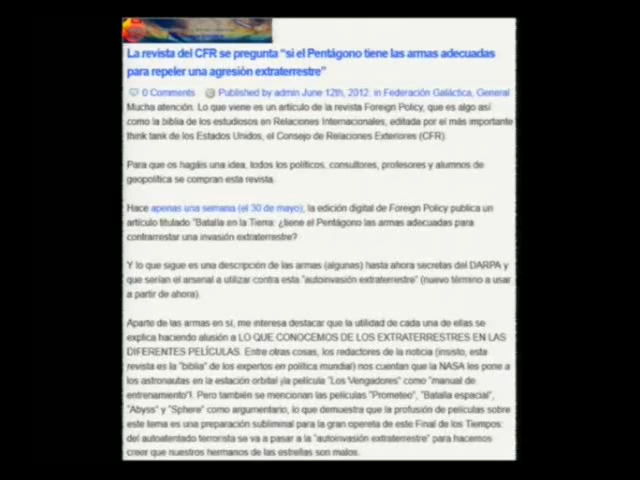 La revista del CFR se pregunta “si el Pentágono tiene las armas adecuadas
para repeler una agresión extraterrestre”
0 Comments Published by admin June 12th, 2012. in Federación Galáctica, General
Mucha atención. Lo que viene es un artículo de la revista Foreign Policy, que es algo así
como la biblia de los estudiosos en Relaciones Internacionales, editada por el más importante
think tank de los Estados Unidos, el Consejo de Relaciones Exteriores (CFR).
Para que os hagáis una idea, todos los políticos, consultores, profesores y alumnos de
geopolítica se compran esta revista.
Hace apenas una semana (el 30 de mayo), la edición digital de Foreign Policy publica un
artículo titulado "Batalla en la Tierra: ¿tiene el Pentágono las armas adecuadas para
contrarrestar una invasión extraterrestre?
Y lo que sigue es una descripción de las armas (algunas) hasta ahora secretas del DARPA y
que serían el arsenal a utilizar contra esta "autoinvasión extraterrestre" (nuevo término a usar
a partir de ahora).
Aparte de las armas en sí, me interesa destacar que la utilidad de cada una de ellas se
explica haciendo alusión a LO QUE CONOCEMOS DE LOS EXTRATERRESTRES EN LAS
DIFERENTES PELÍCULAS. Entre otras cosas, los redactores de la noticia (insisto, esta
revista es la "biblia" de los expertos en política mundial) nos cuentan que la NASA les pone a
los astronautas en la estación orbital ¡la película "Los Vengadores" como "manual de
entrenamiento"! Pero también se mencionan las películas "Prometeo", "Batalla espacial",
"Abyss" y "Sphere" como argumentario, lo que demuestra que la profusión de películas sobre
este tema es una preparación subliminal para la gran opereta de este Final de los Tiempos:
del autoatentado terrorista se va a pasar a la "autoinvasión extraterrestre" para hacernos
creer que nuestros hermanos de las estrellas son malos.